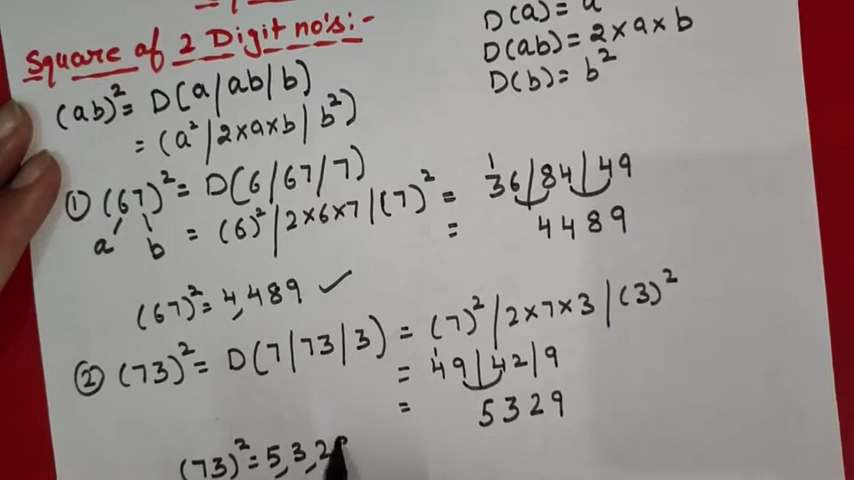 Square of 2 Digit no's:-
D(a) = a
D(ab) = 2×a×b
D(b) = b²
(ab)² = D(a|ab|b)
= (a²|2×a×b|b²)
① (67)² = D(6|67|7)
a b = (6)²|2×6×7|(7)² = 36|84|49
1
= 4489
(67)² = 4,489 ✓
② (73)² = D(7|73|3) = (7)²|2×7×3|(3)²
1
= 49|42|9
= 5329
(73)² = 5,3,2